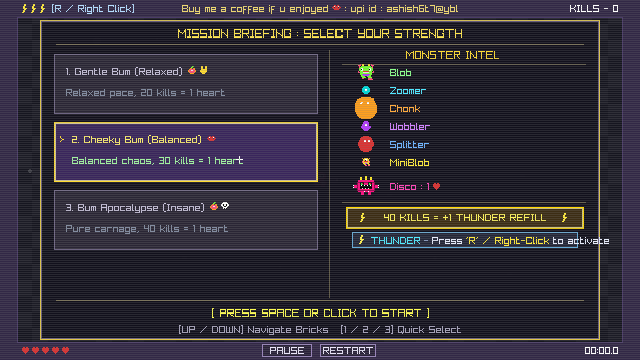 [R / Right Click]
Buy me a coffee if u enjoyed ❤️ : upi id : ashish6t7@ybl
KILLS - 0
MISSION BRIEFING : SELECT YOUR STRENGTH
1. Gentle Bum (Relaxed)
Relaxed pace, 20 kills = 1 heart
> 2. Cheeky Bum (Balanced)
Balanced chaos, 30 kills = 1 heart
3. Bum Apocalypse (Insane)
Pure carnage, 40 kills = 1 heart
MONSTER INTEL
Blob
Zoomer
Chonk
Wobbler
Splitter
MiniBlob
Disco : 1
40 KILLS = +1 THUNDER REFILL
THUNDER - Press 'R' / Right-Click to activate
[ PRESS SPACE OR CLICK TO START ]
[UP / DOWN] Navigate Bricks [1 / 2 / 3] Quick Select
PAUSE
RESTART
00:00.0